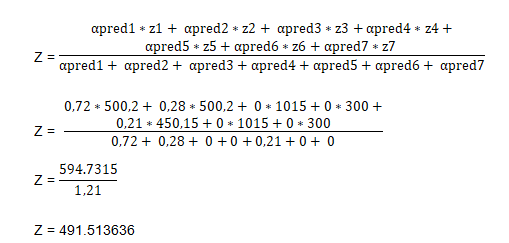 αpred1 * z1 + αpred2 * z2 + αpred3 * z3 + αpred4 * z4 +
αpred5 * z5 + αpred6 * z6 + αpred7 * z7
Z =
αpred1 + αpred2 + αpred3 + αpred4 + αpred5 + αpred6 + αpred7
0,72 * 500,2 + 0,28 * 500,2 + 0 * 1015 + 0 * 300 +
0,21 * 450,15 + 0 * 1015 + 0 * 300
Z =
0,72 + 0,28 + 0 + 0 + 0,21 + 0 + 0
594.7315
Z =
1,21
Z = 491.513636